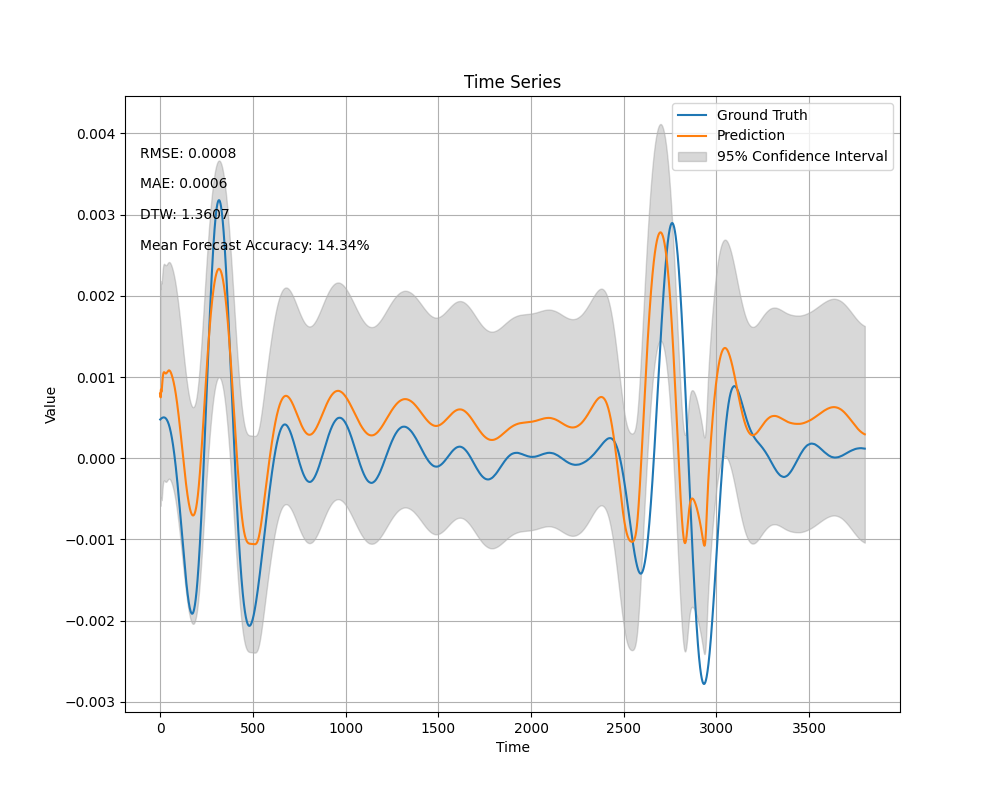 Time Series
Ground Truth
Prediction
95% Confidence Interval
RMSE: 0.0008
MAE: 0.0006
DTW: 1.3607
Mean Forecast Accuracy: 14.34%
Value
0.004
0.003
0.002
0.001
0.000
−0.001
−0.002
−0.003
0 500 1000 1500 2000 2500 3000 3500
Time